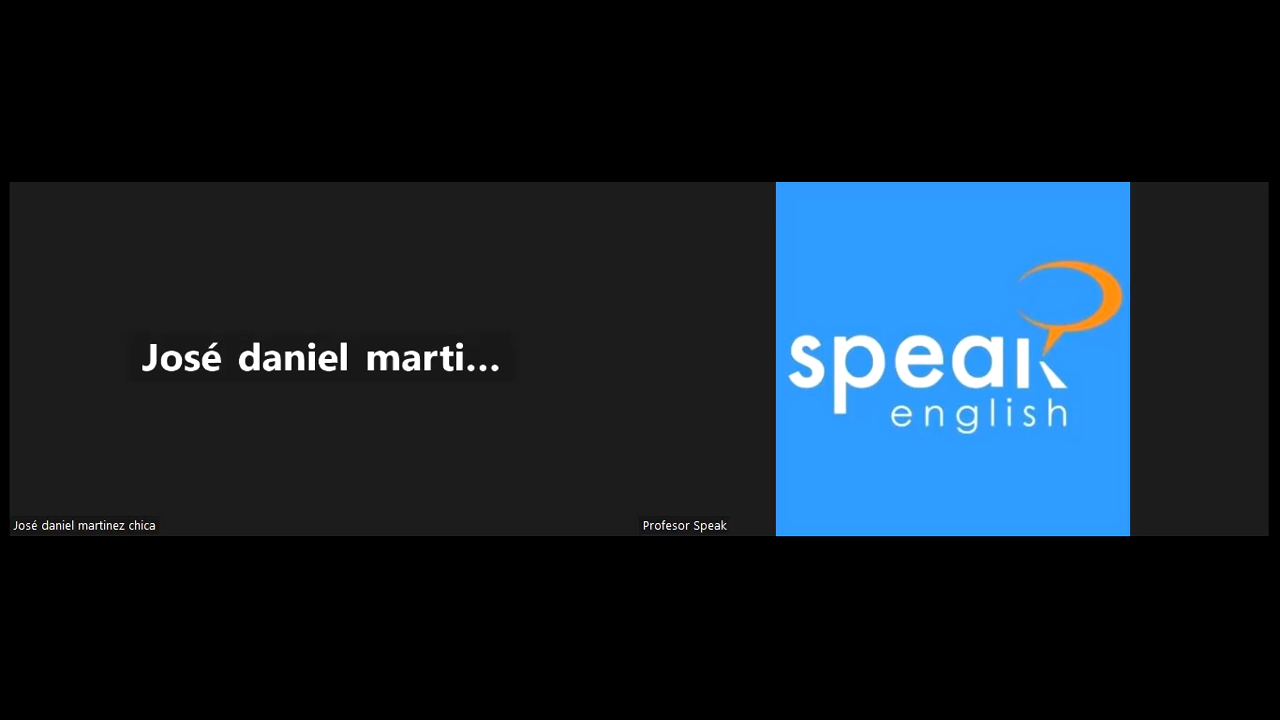 José daniel marti...
speak
english
José daniel martinez chica
Profesor Speak